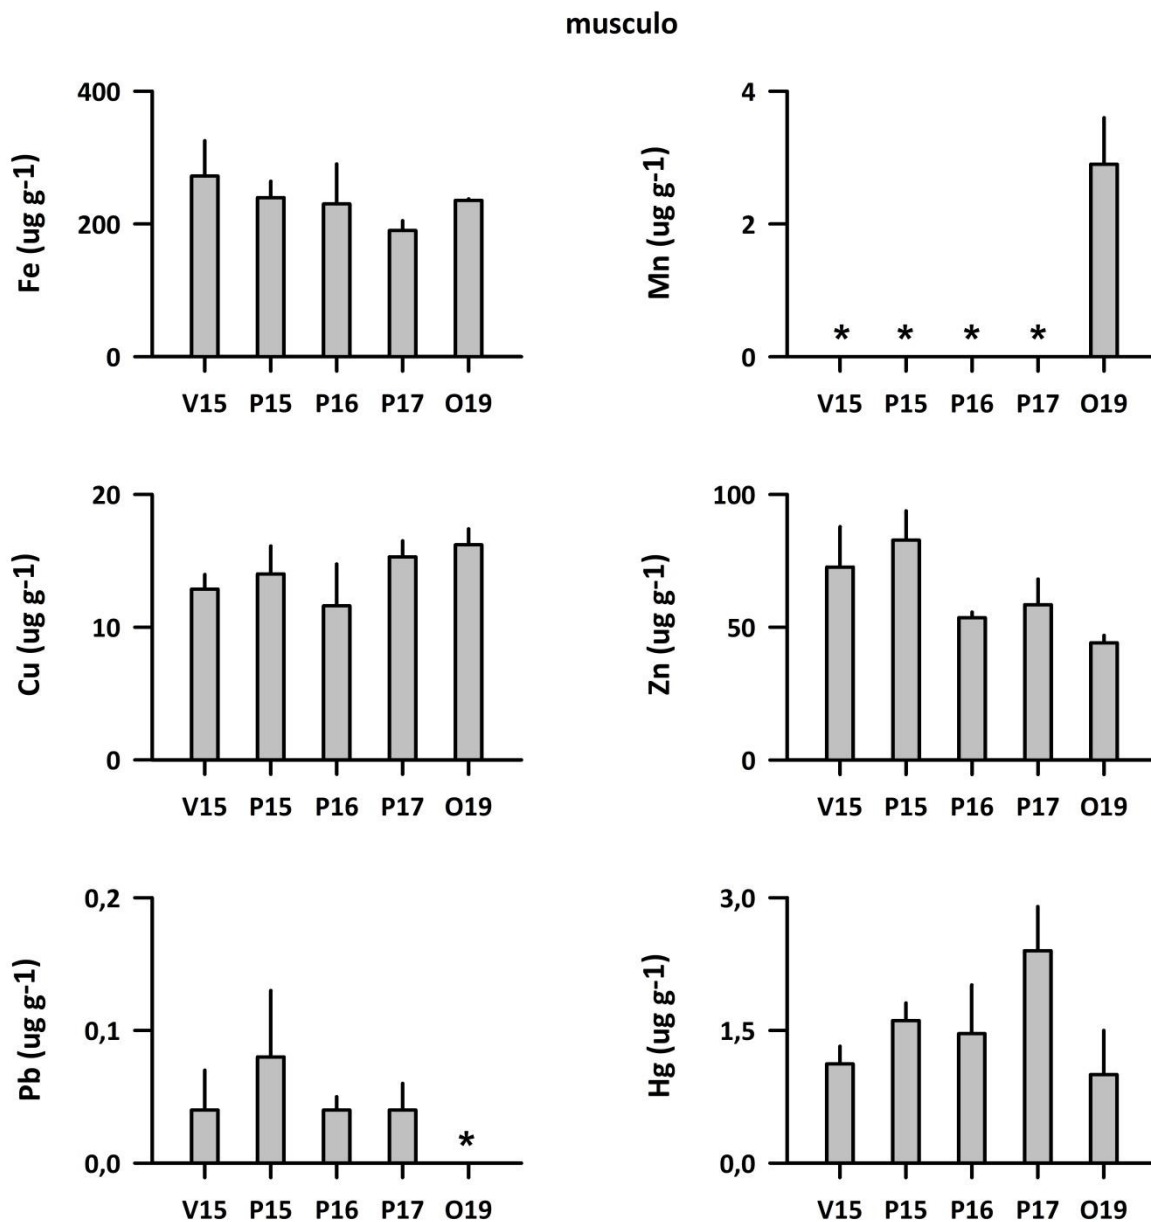 musculo
Fe (ug g-1)
400
200
0
V15 P15 P16 P17 O19
Mn (ug g-1)
4
2
0
* * * *
V15 P15 P16 P17 O19
Cu (ug g-1)
20
10
0
V15 P15 P16 P17 O19
Zn (ug g-1)
100
50
0
V15 P15 P16 P17 O19
Pb (ug g-1)
0,2
0,1
0,0
*
V15 P15 P16 P17 O19
Hg (ug g-1)
3,0
1,5
0,0
V15 P15 P16 P17 O19